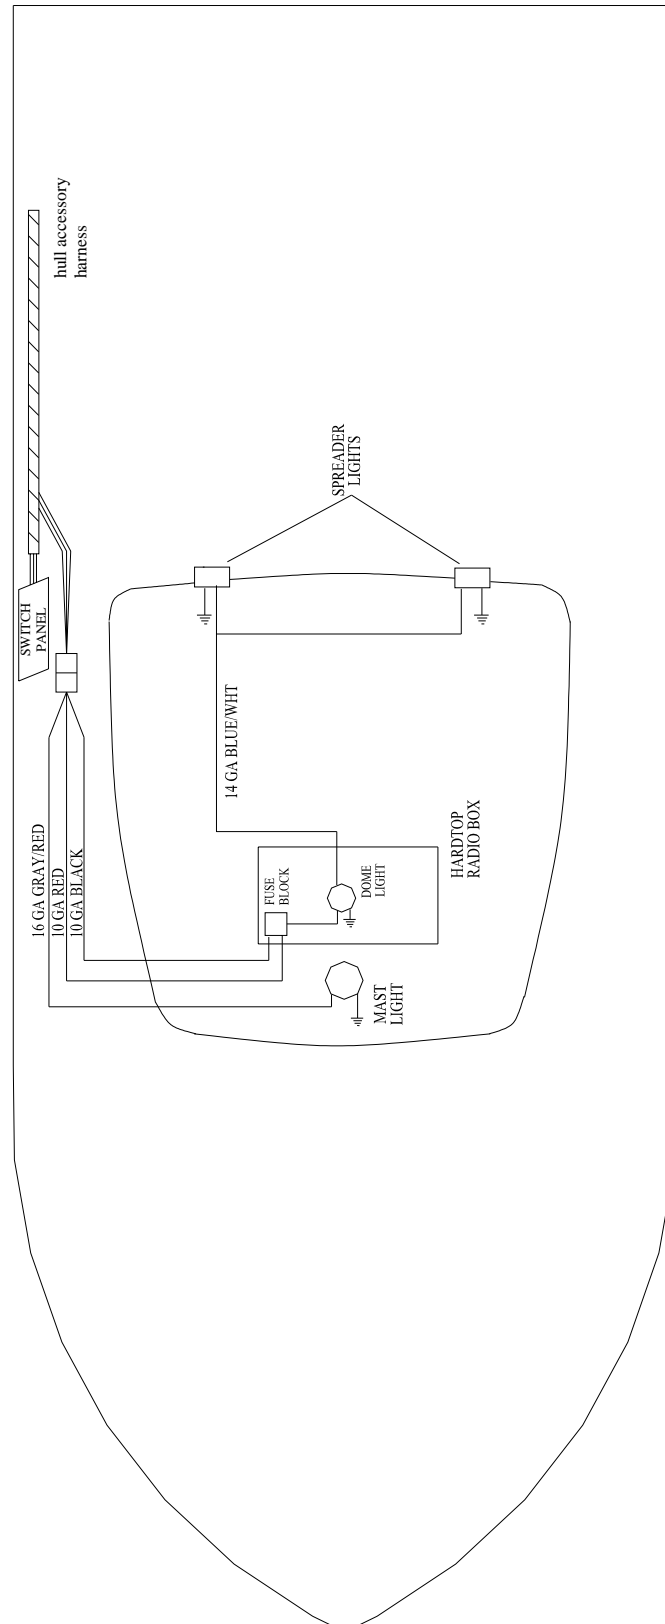 hull accessory
harness
SWITCH
PANEL
SPREADER
LIGHTS
14 GA BLUE/WHT
16 GA GRAY/RED
10 GA RED
10 GA BLACK
FUSE
BLOCK
DOME
LIGHT
HARDTOP
RADIO BOX
MAST
LIGHT